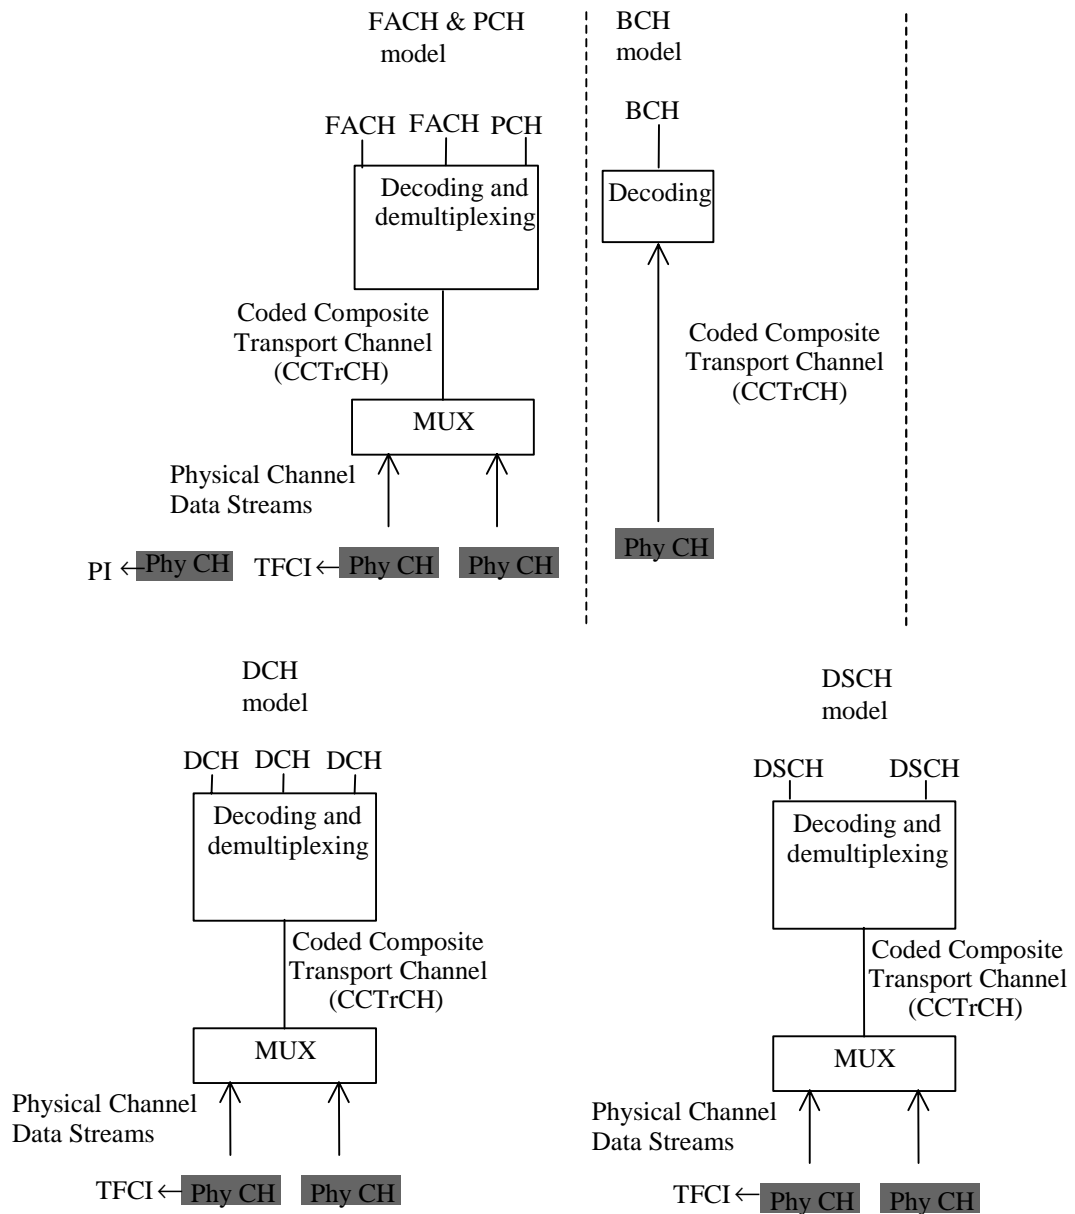 FACH & PCH
model
FACH FACH PCH
Decoding and
demultiplexing
Coded Composite
Transport Channel
(CCTrCH)
MUX
Physical Channel
Data Streams
PI ← Phy CH TFCI ← Phy CH Phy CH
BCH
model
BCH
Decoding
Coded Composite
Transport Channel
(CCTrCH)
Phy CH
DCH
model
DCH DCH DCH
Decoding and
demultiplexing
Coded Composite
Transport Channel
(CCTrCH)
MUX
Physical Channel
Data Streams
TFCI ← Phy CH Phy CH
DSCH
model
DSCH DSCH
Decoding and
demultiplexing
Coded Composite
Transport Channel
(CCTrCH)
MUX
Physical Channel
Data Streams
TFCI ← Phy CH Phy CH